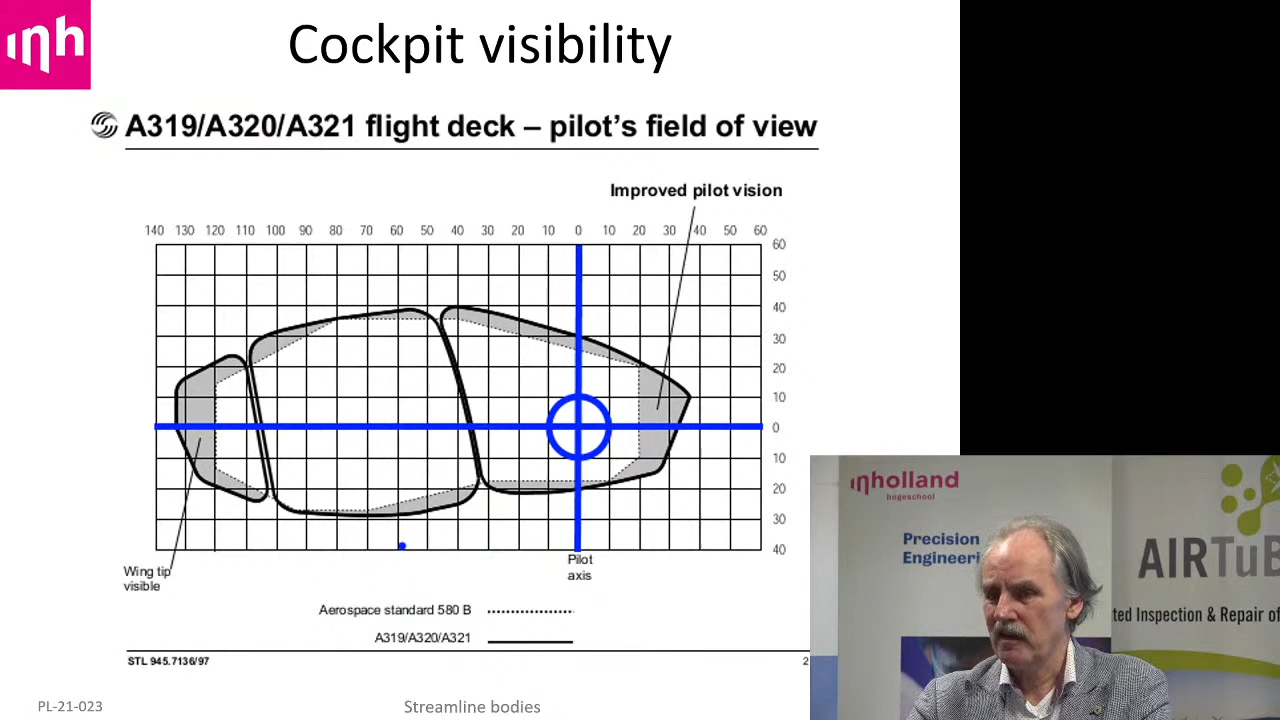 inh
Cockpit visibility
A319/A320/A321 flight deck – pilot's field of view
Improved pilot vision
140 130 120 110 100 90 80 70 60 50 40 30 20 10 0 10 20 30 40 50 60
60
50
40
30
20
10
0
10
20
30
40
Wing tip
visible
Pilot
axis
Aerospace standard 580 B
A319/A320/A321
STL 945.7136/97
2
PL-21-023
Streamline bodies
inholland
hogeschool
Precision
Engineeri
AIRTuB
ted Inspection & Repair of